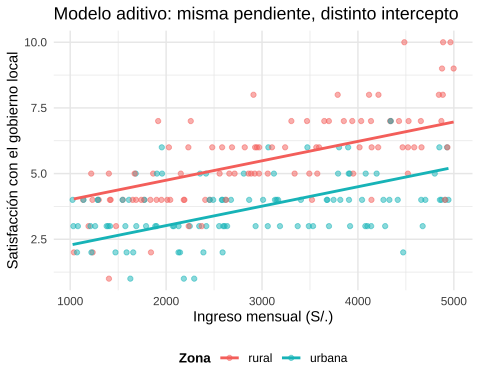 Modelo aditivo: misma pendiente, distinto intercepto
Satisfacción con el gobierno local
10.0
7.5
5.0
2.5
1000 2000 3000 4000 5000
Ingreso mensual (S/.)
Zona rural urbana